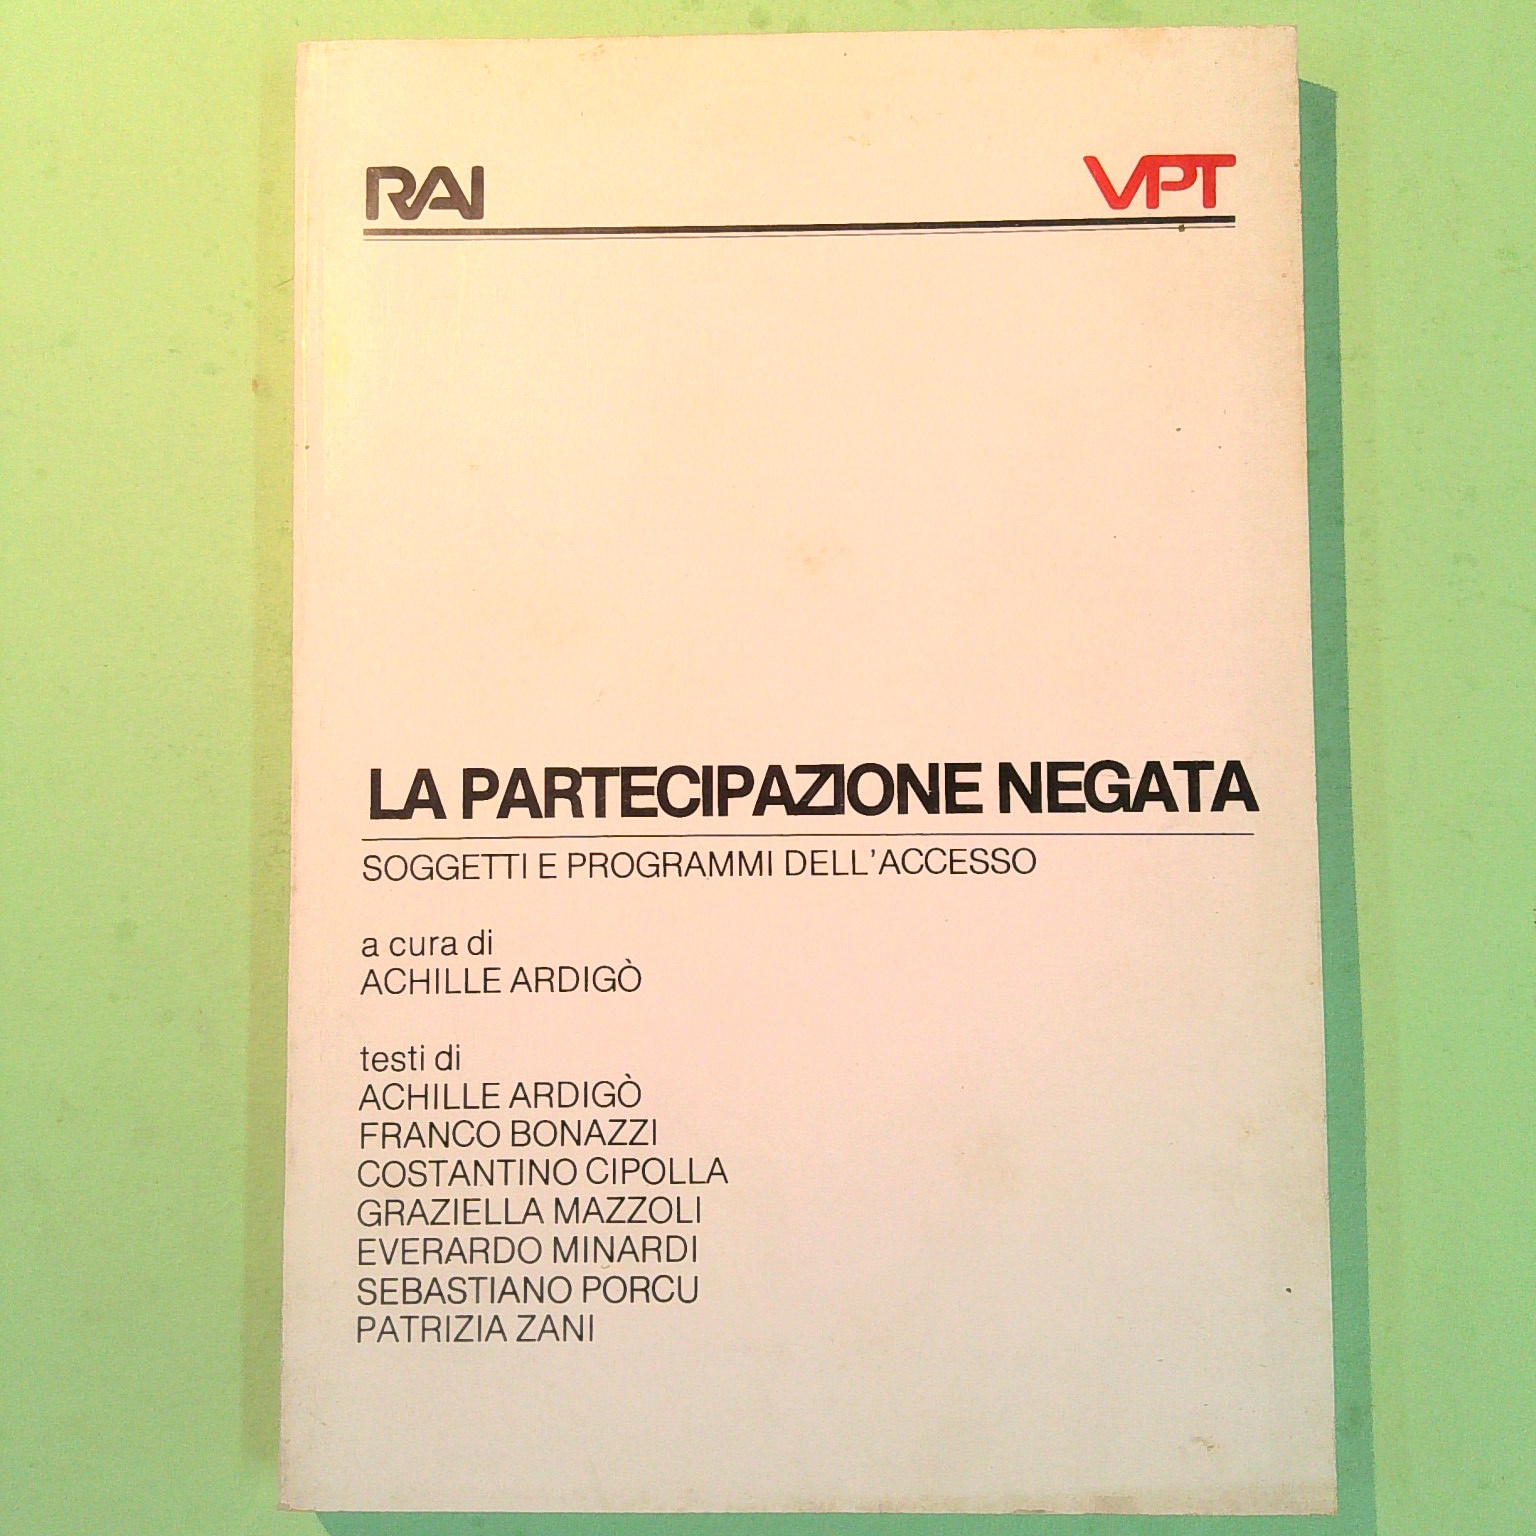 RAI VPT
LA PARTECIPAZIONE NEGATA
SOGGETTI E PROGRAMMI DELL'ACCESSO
a cura di
ACHILLE ARDIGÒ
testi di
ACHILLE ARDIGÒ
FRANCO BONAZZI
COSTANTINO CIPOLLA
GRAZIELLA MAZZOLI
EVERARDO MINARDI
SEBASTIANO PORCU
PATRIZIA ZANI